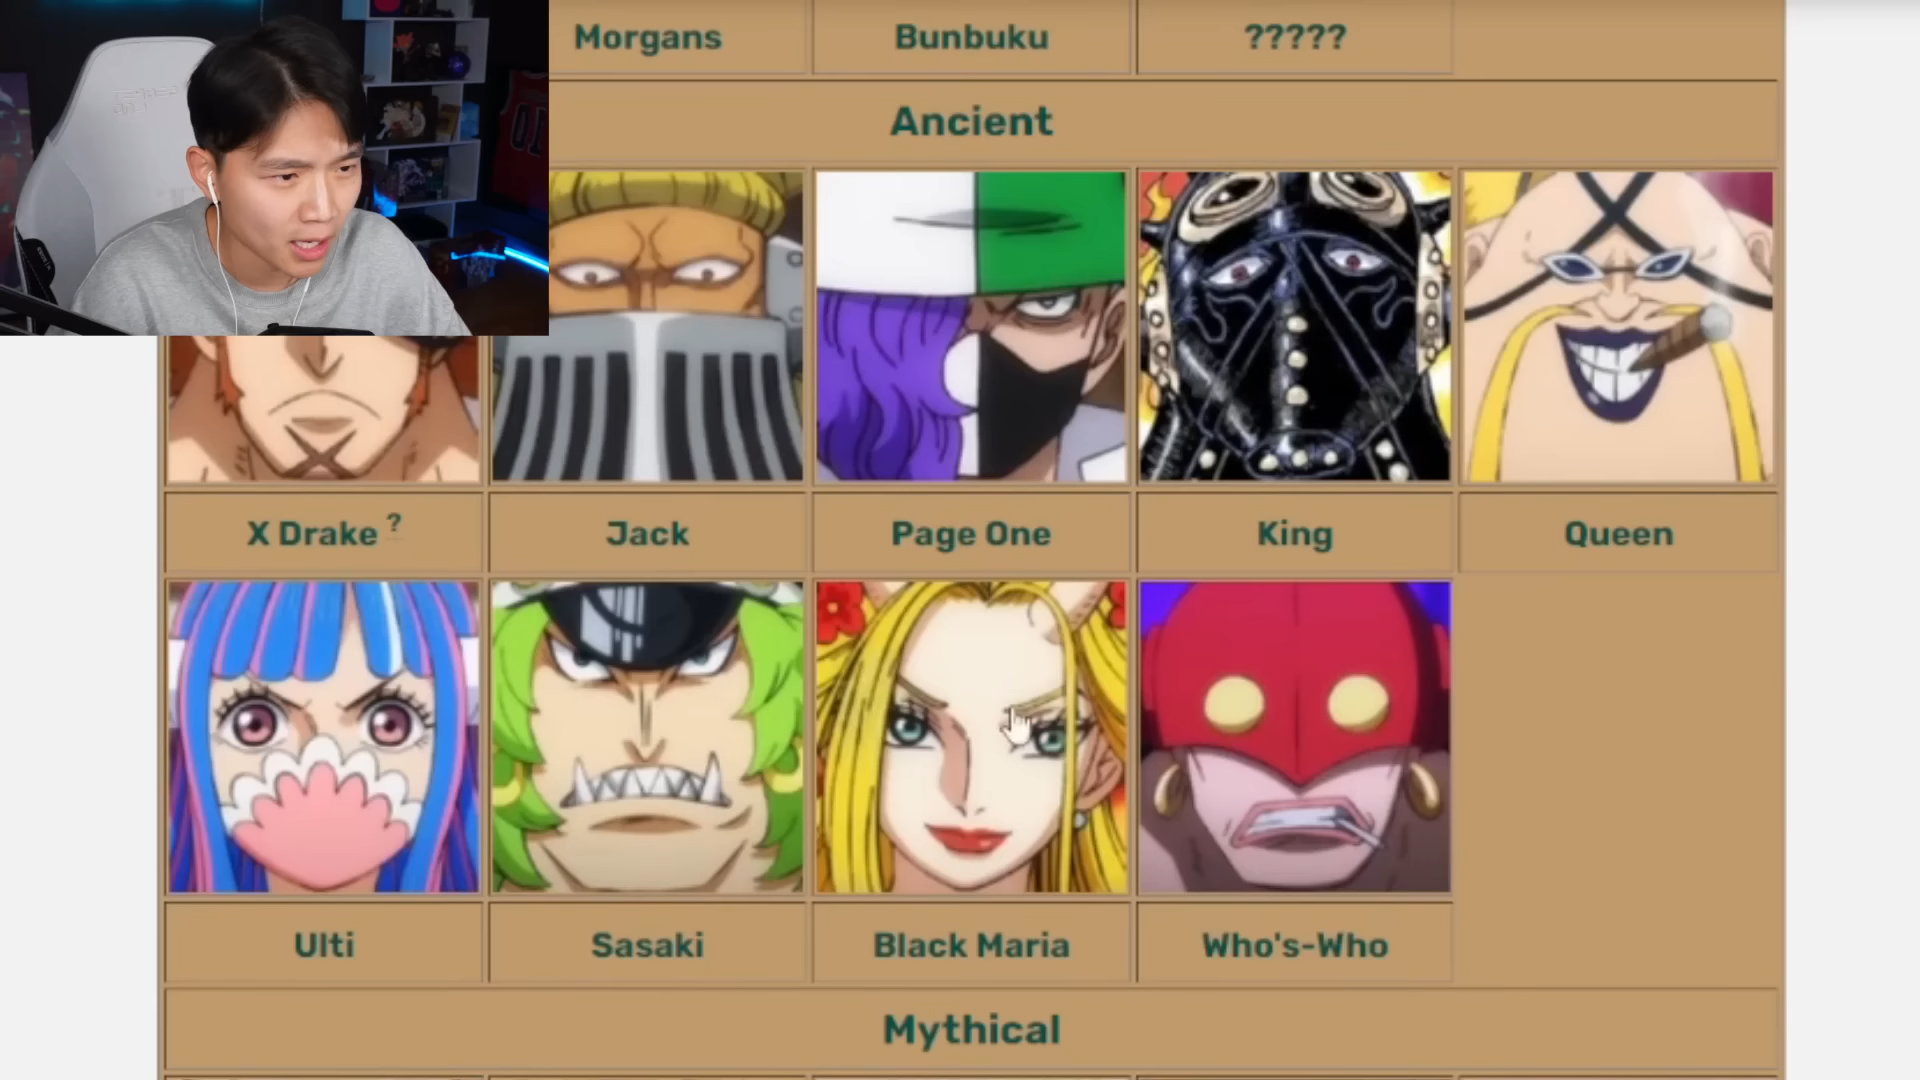 Morgans
Bunbuku
?????
Ancient
X Drake ?
Jack
Page One
King
Queen
Ulti
Sasaki
Black Maria
Who's-Who
Mythical